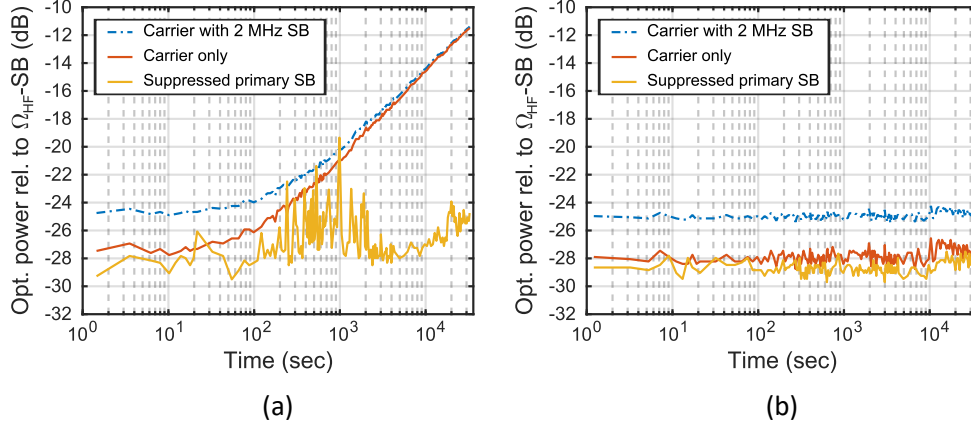 Opt. power rel. to Ω_HF-SB (dB)
-10
-12
-14
-16
-18
-20
-22
-24
-26
-28
-30
-32
Carrier with 2 MHz SB
Carrier only
Suppressed primary SB
10^0 10^1 10^2 10^3 10^4
Time (sec)
(a)
Opt. power rel. to Ω_HF-SB (dB)
-10
-12
-14
-16
-18
-20
-22
-24
-26
-28
-30
-32
Carrier with 2 MHz SB
Carrier only
Suppressed primary SB
10^0 10^1 10^2 10^3 10^4
Time (sec)
(b)